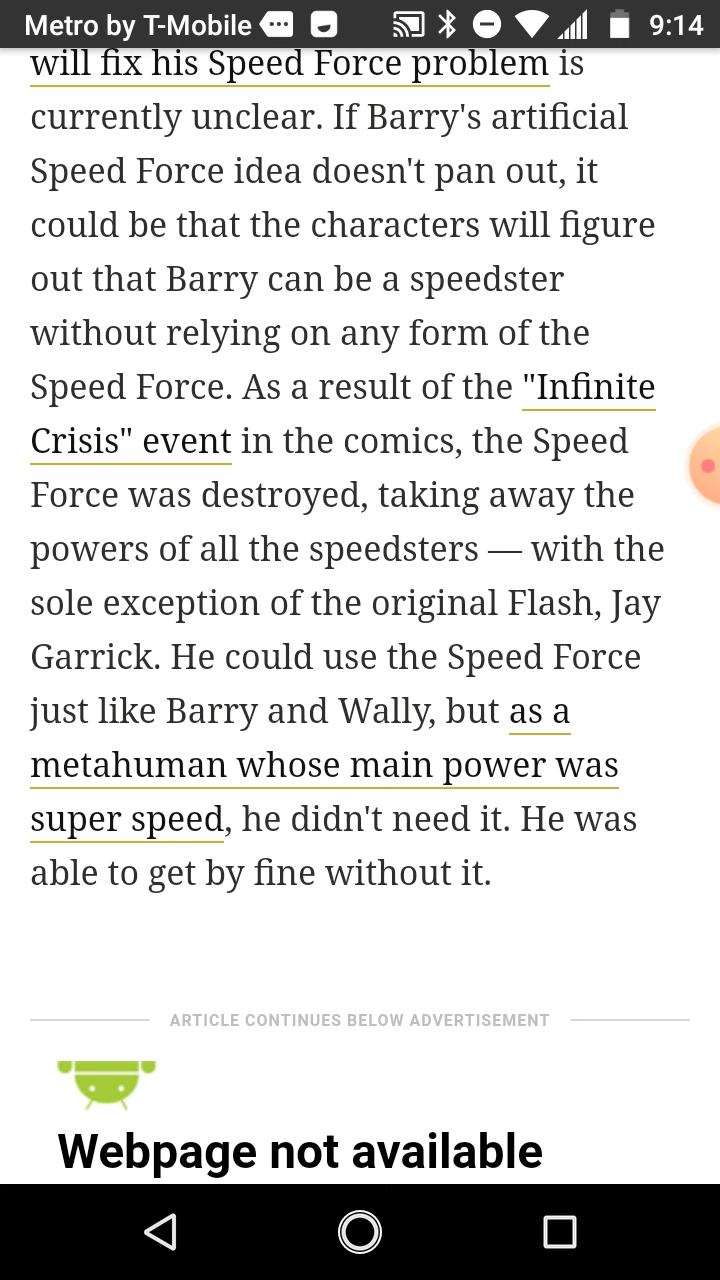 Metro by T-Mobile 9:14
will fix his Speed Force problem is
currently unclear. If Barry's artificial
Speed Force idea doesn't pan out, it
could be that the characters will figure
out that Barry can be a speedster
without relying on any form of the
Speed Force. As a result of the "Infinite
Crisis" event in the comics, the Speed
Force was destroyed, taking away the
powers of all the speedsters — with the
sole exception of the original Flash, Jay
Garrick. He could use the Speed Force
just like Barry and Wally, but as a
metahuman whose main power was
super speed, he didn't need it. He was
able to get by fine without it.
ARTICLE CONTINUES BELOW ADVERTISEMENT
Webpage not available